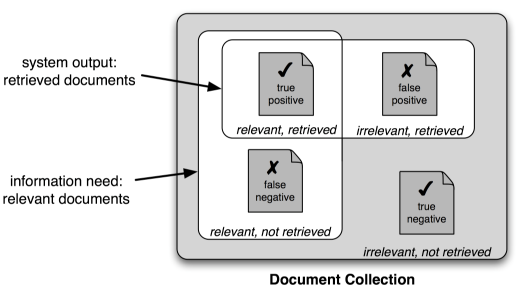 system output:
retrieved documents
✓
true
positive
✗
false
positive
relevant, retrieved
irrelevant, retrieved
information need:
relevant documents
✗
false
negative
✓
true
negative
relevant, not retrieved
irrelevant, not retrieved
Document Collection